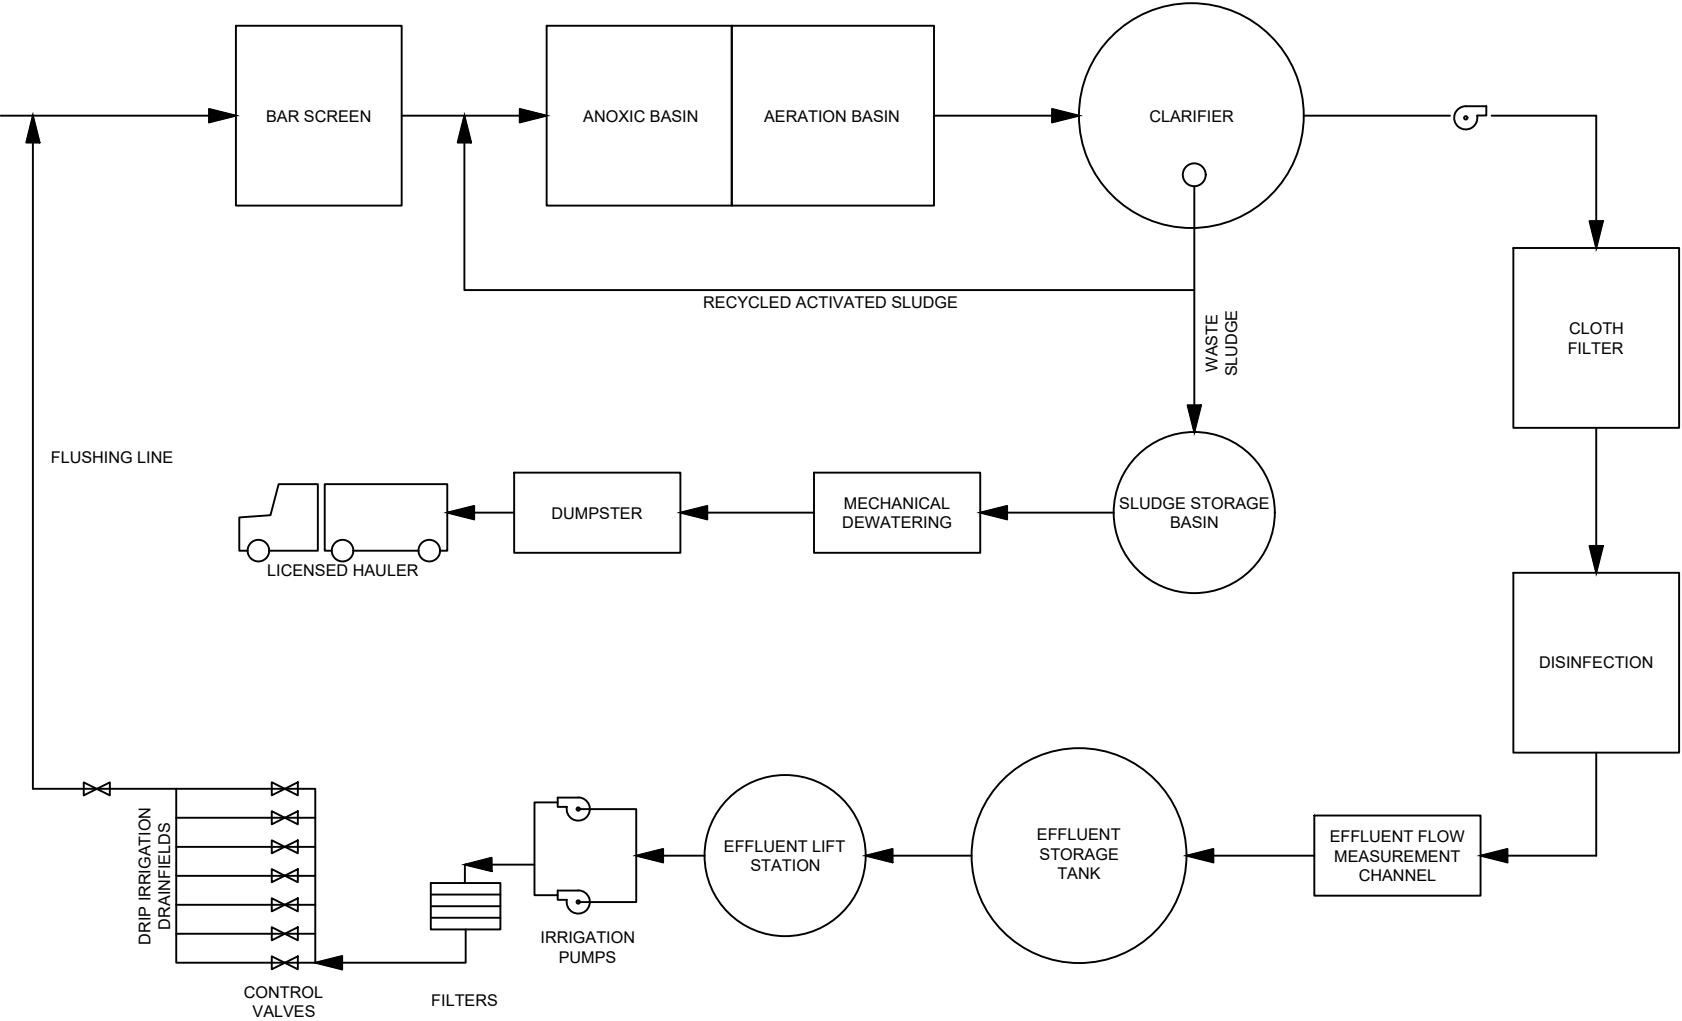 BAR SCREEN
ANOXIC BASIN
AERATION BASIN
CLARIFIER
RECYCLED ACTIVATED SLUDGE
WASTE
SLUDGE
CLOTH
FILTER
FLUSHING LINE
LICENSED HAULER
DUMPSTER
MECHANICAL
DEWATERING
SLUDGE STORAGE
BASIN
DISINFECTION
DRIP IRRIGATION
DRAINFIELDS
CONTROL
VALVES
FILTERS
IRRIGATION
PUMPS
EFFLUENT LIFT
STATION
EFFLUENT
STORAGE
TANK
EFFLUENT FLOW
MEASUREMENT
CHANNEL